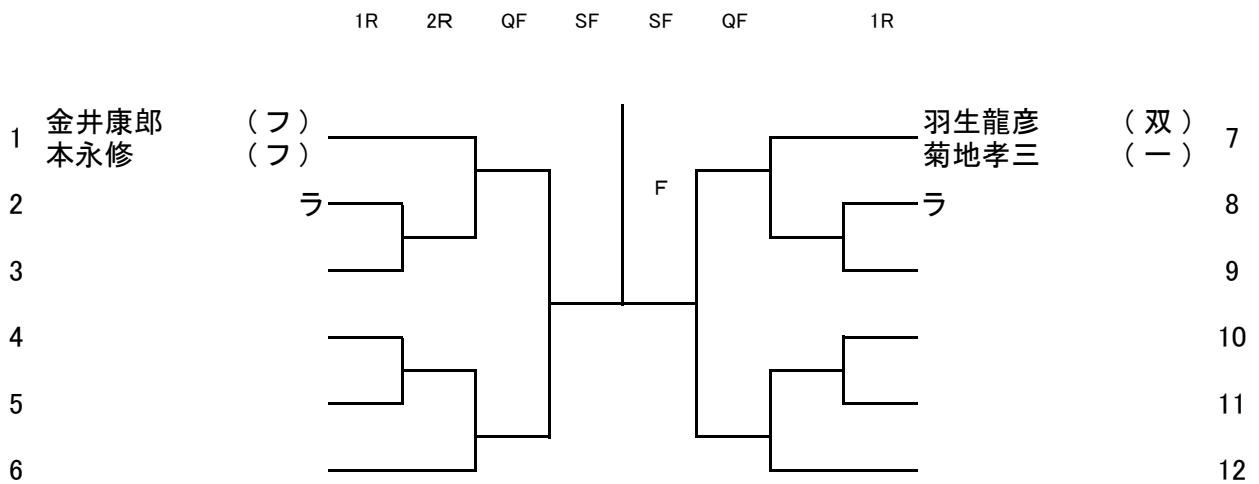 1R 2R QF SF SF QF 1R
1 金井康郎 （フ） 羽生龍彦 （双） 7
本永修 （フ） 菊地孝三 （一）
F
2 ラ ラ 8
3 9
4 10
5 11
6 12